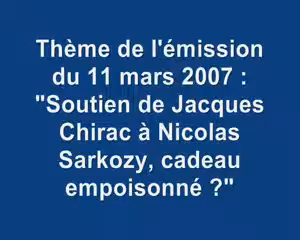 Thème de l'émission
du 11 mars 2007 :
"Soutien de Jacques
Chirac à Nicolas
Sarkozy, cadeau
empoisonné ?"